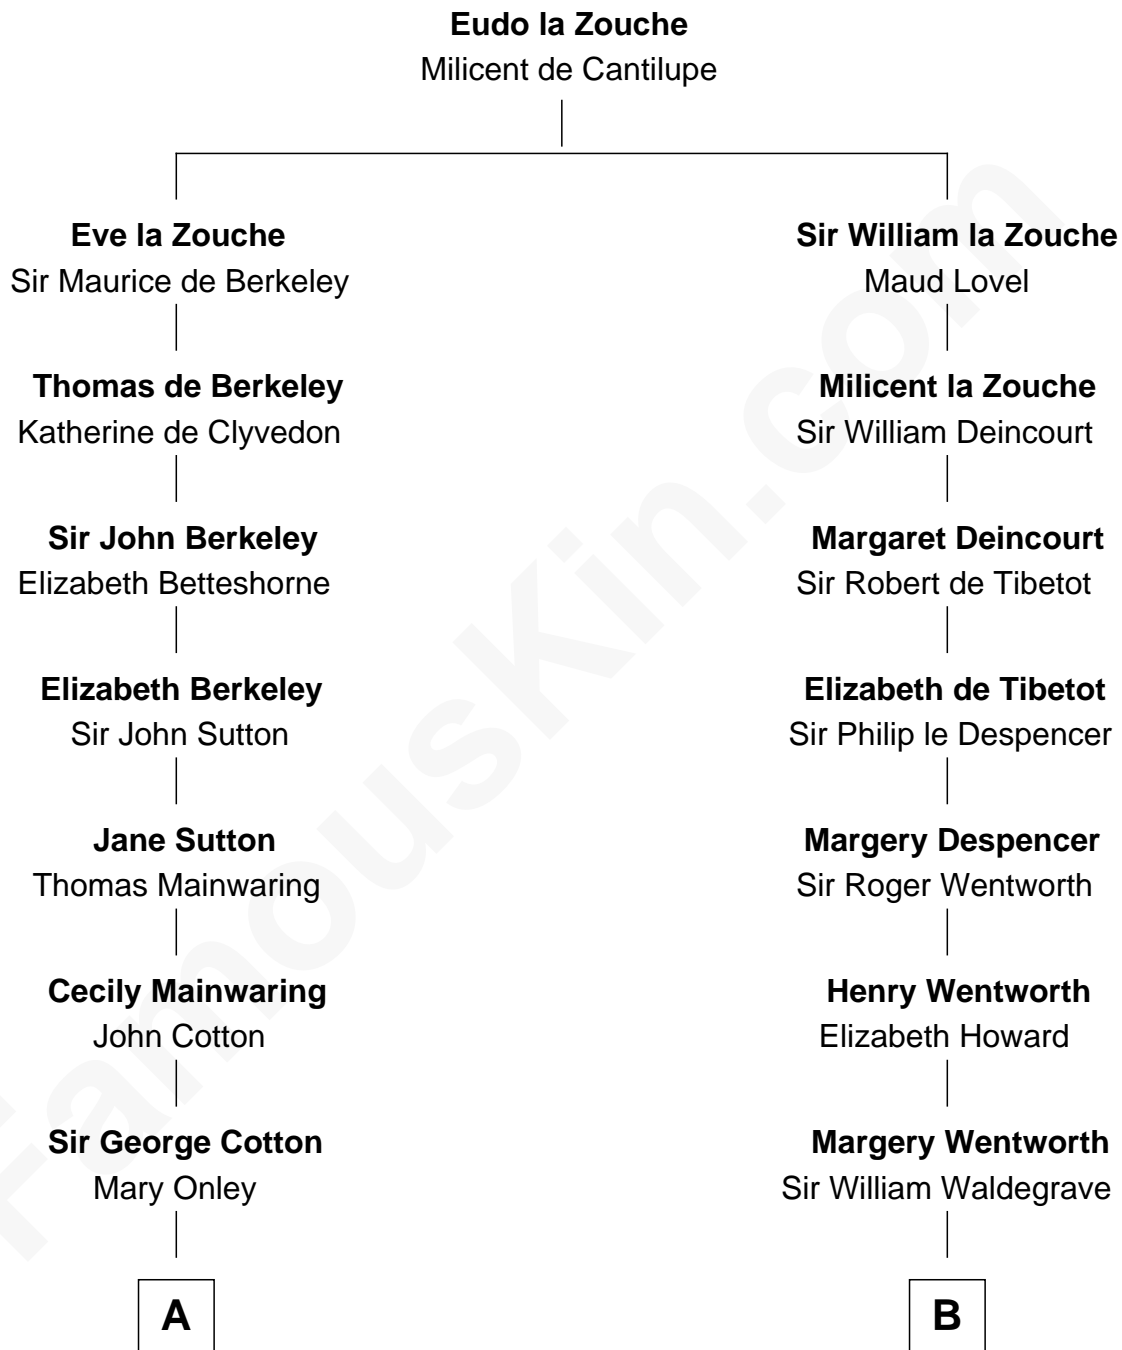 Eudo la Zouche
Milicent de Cantilupe
Eve la Zouche
Sir Maurice de Berkeley
Sir William la Zouche
Maud Lovel
Thomas de Berkeley
Katherine de Clyvedon
Milicent la Zouche
Sir William Deincourt
Sir John Berkeley
Elizabeth Betteshorne
Margaret Deincourt
Sir Robert de Tibetot
Elizabeth Berkeley
Sir John Sutton
Elizabeth de Tibetot
Sir Philip le Despencer
Jane Sutton
Thomas Mainwaring
Margery Despencer
Sir Roger Wentworth
Cecily Mainwaring
John Cotton
Henry Wentworth
Elizabeth Howard
Sir George Cotton
Mary Onley
Margery Wentworth
Sir William Waldegrave
A
B
FamousKin.com